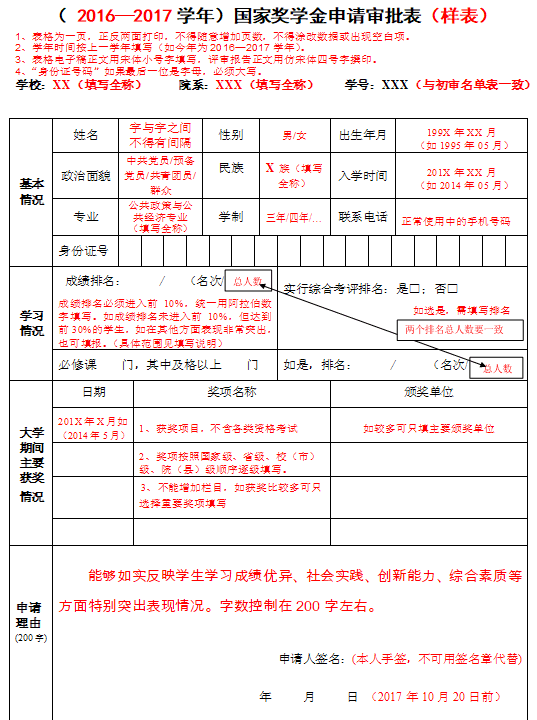 （ 2016—2017 学年）国家奖学金申请审批表（样表）
1、表格为一页，正反两面打印，不得随意增加页数，不得涂改数据或出现空白项。
2、学年时间按上一学年填写（如今年为 2016—2017 学年）。
3、表格电子稿正文用宋体小号字填写，评审报告正文用仿宋体四号字撰印。
4、“身份证号码”如果最后一位是字母，必须大写。
学校：XX（填写全称） 院系：XXX（填写全称） 学号：XXX（与初审名单表一致）
基本
情况
姓名
字与字之间
不得有间隔
性别
男/女
出生年月
199X 年 XX 月
（如 1995 年 05 月）
政治面貌
中共党员/预备
党员/共青团员/
群众
民族
X 族（填写
全称）
入学时间
201X 年 XX 月
（如 2014 年 05 月）
专业
公共政策与公
共经济专业
（填写全称）
学制
三年/四年/...
联系电话
正常使用中的手机号码
身份证号
学习
情况
成绩排名： / （名次/
总人数
实行综合考评排名：是□；否□
成绩排名必须进入前 10%，统一用阿拉伯数
字填写。如成绩排名未进入前 10%，但达到
前 30%的学生，如在其他方面表现非常突出，
也可填报。（具体范围见填写说明）
如选是，需填写排名
两个排名总人数要一致
必修课 门，其中及格以上 门
如是，排名： / （名次/
总人数
大学
期间
主要
获奖
情况
日期
奖项名称
颁奖单位
201X 年 X 月如
（2014 年 5 月）
1、获奖项目，不含各类资格考试
如较多可只填主要颁奖单位
2、奖项按照国家级、省级、校（市）
级、院（县）级顺序逐级填写。
3、不能增加栏目，如获奖比较多可只
选择重要奖项填写
申请
理由
(200 字)
能够如实反映学生学习成绩优异、社会实践、创新能力、综合素质等
方面特别突出表现情况。字数控制在 200 字左右。
申请人签名：(本人手签，不可用签名章代替)
年 月 日 （2017 年 10 月 20 日前）